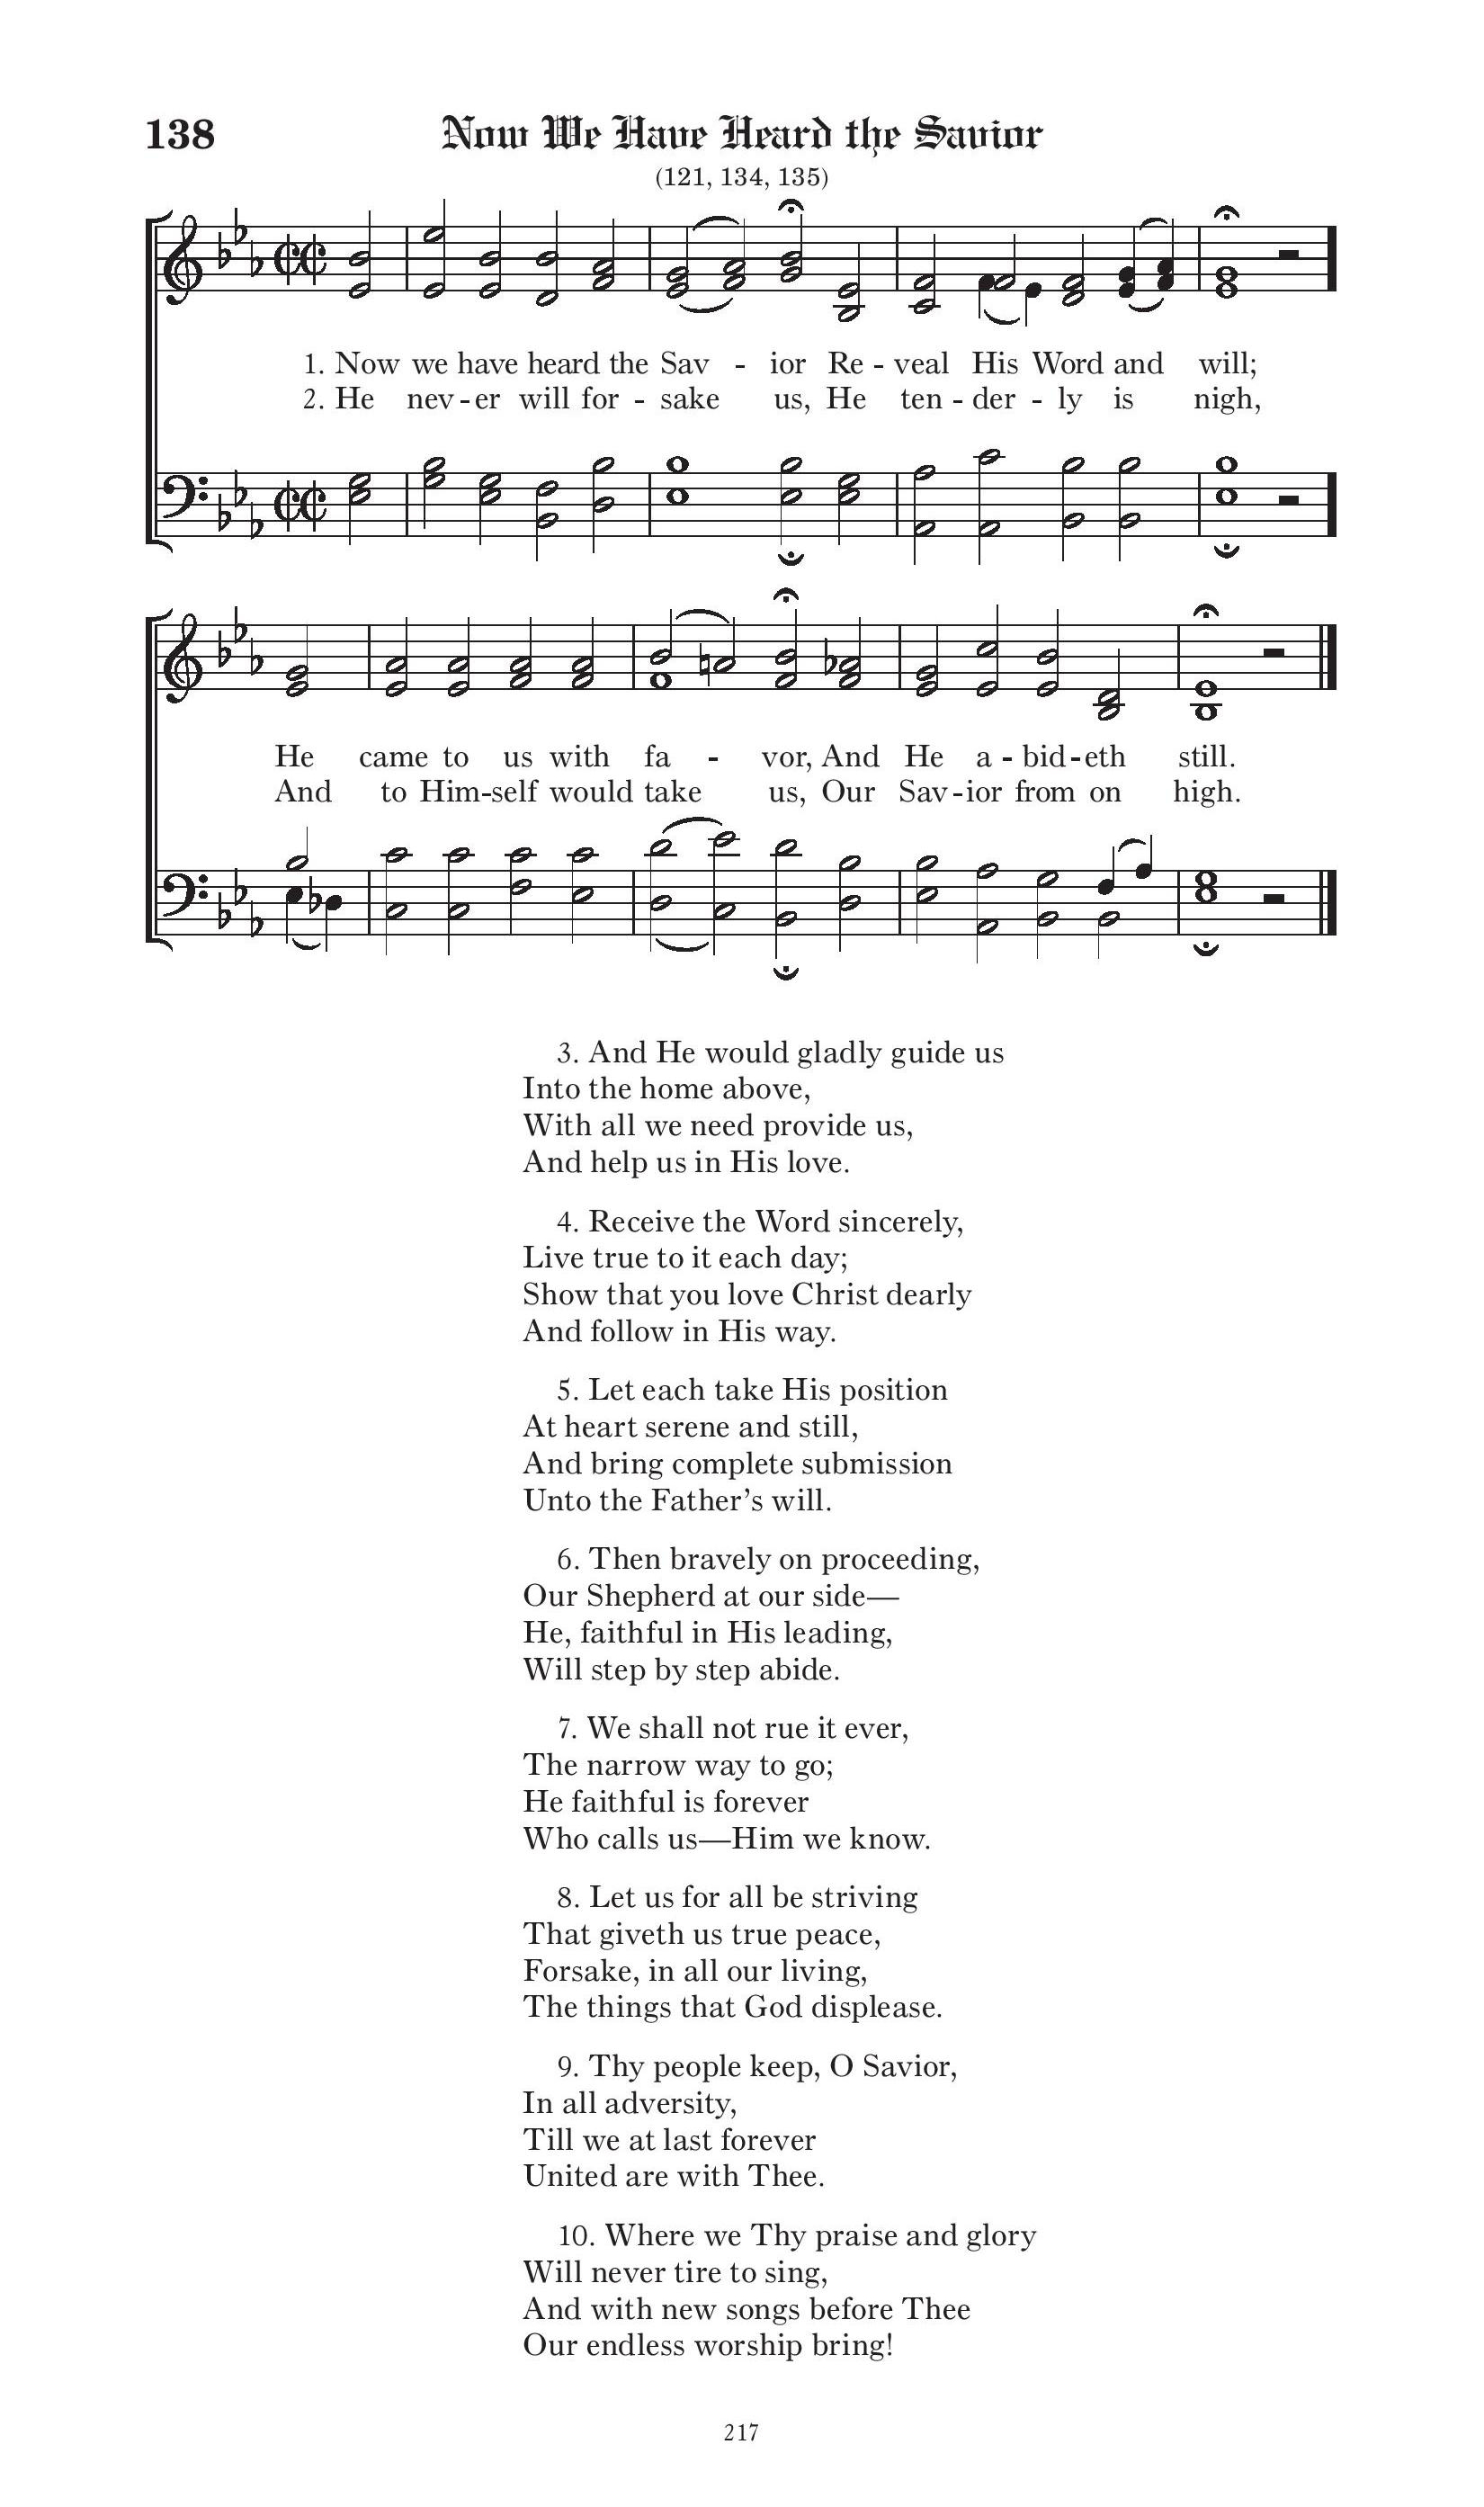 138 Now We Have Heard the Savior
(121, 134, 135)
1. Now we have heard the Sav - ior Re - veal His Word and will;
2. He nev - er will for - sake us, He ten - der - ly is nigh,
He came to us with fa - vor, And He a - bid - eth still.
And to Him - self would take us, Our Sav - ior from on high.
3. And He would gladly guide us
Into the home above,
With all we need provide us,
And help us in His love.
4. Receive the Word sincerely,
Live true to it each day;
Show that you love Christ dearly
And follow in His way.
5. Let each take His position
At heart serene and still,
And bring complete submission
Unto the Father’s will.
6. Then bravely on proceeding,
Our Shepherd at our side—
He, faithful in His leading,
Will step by step abide.
7. We shall not rue it ever,
The narrow way to go;
He faithful is forever
Who calls us—Him we know.
8. Let us for all be striving
That giveth us true peace,
Forsake, in all our living,
The things that God displease.
9. Thy people keep, O Savior,
In all adversity,
Till we at last forever
United are with Thee.
10. Where we Thy praise and glory
Will never tire to sing,
And with new songs before Thee
Our endless worship bring!
217